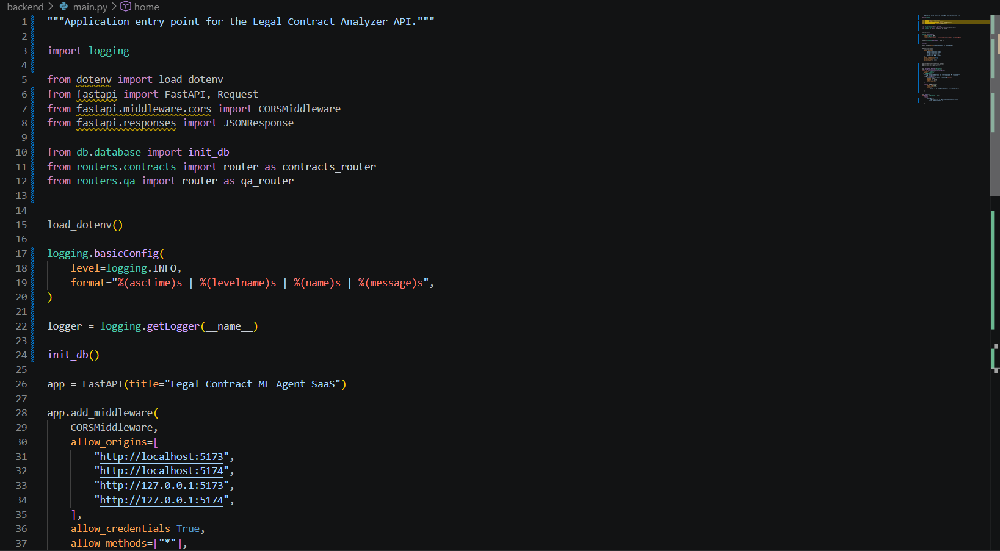 backend > main.py > home
1 """Application entry point for the Legal Contract Analyzer API."""
2
3 import logging
4
5 from dotenv import load_dotenv
6 from fastapi import FastAPI, Request
7 from fastapi.middleware.cors import CORSMiddleware
8 from fastapi.responses import JSONResponse
9
10 from db.database import init_db
11 from routers.contracts import router as contracts_router
12 from routers.qa import router as qa_router
13
14
15 load_dotenv()
16
17 logging.basicConfig(
18     level=logging.INFO,
19     format="%(asctime)s | %(levelname)s | %(name)s | %(message)s",
20 )
21
22 logger = logging.getLogger(__name__)
23
24 init_db()
25
26 app = FastAPI(title="Legal Contract ML Agent SaaS")
27
28 app.add_middleware(
29     CORSMiddleware,
30     allow_origins=[
31         "http://localhost:5173",
32         "http://localhost:5174",
33         "http://127.0.0.1:5173",
34         "http://127.0.0.1:5174",
35     ],
36     allow_credentials=True,
37     allow_methods=["*"],